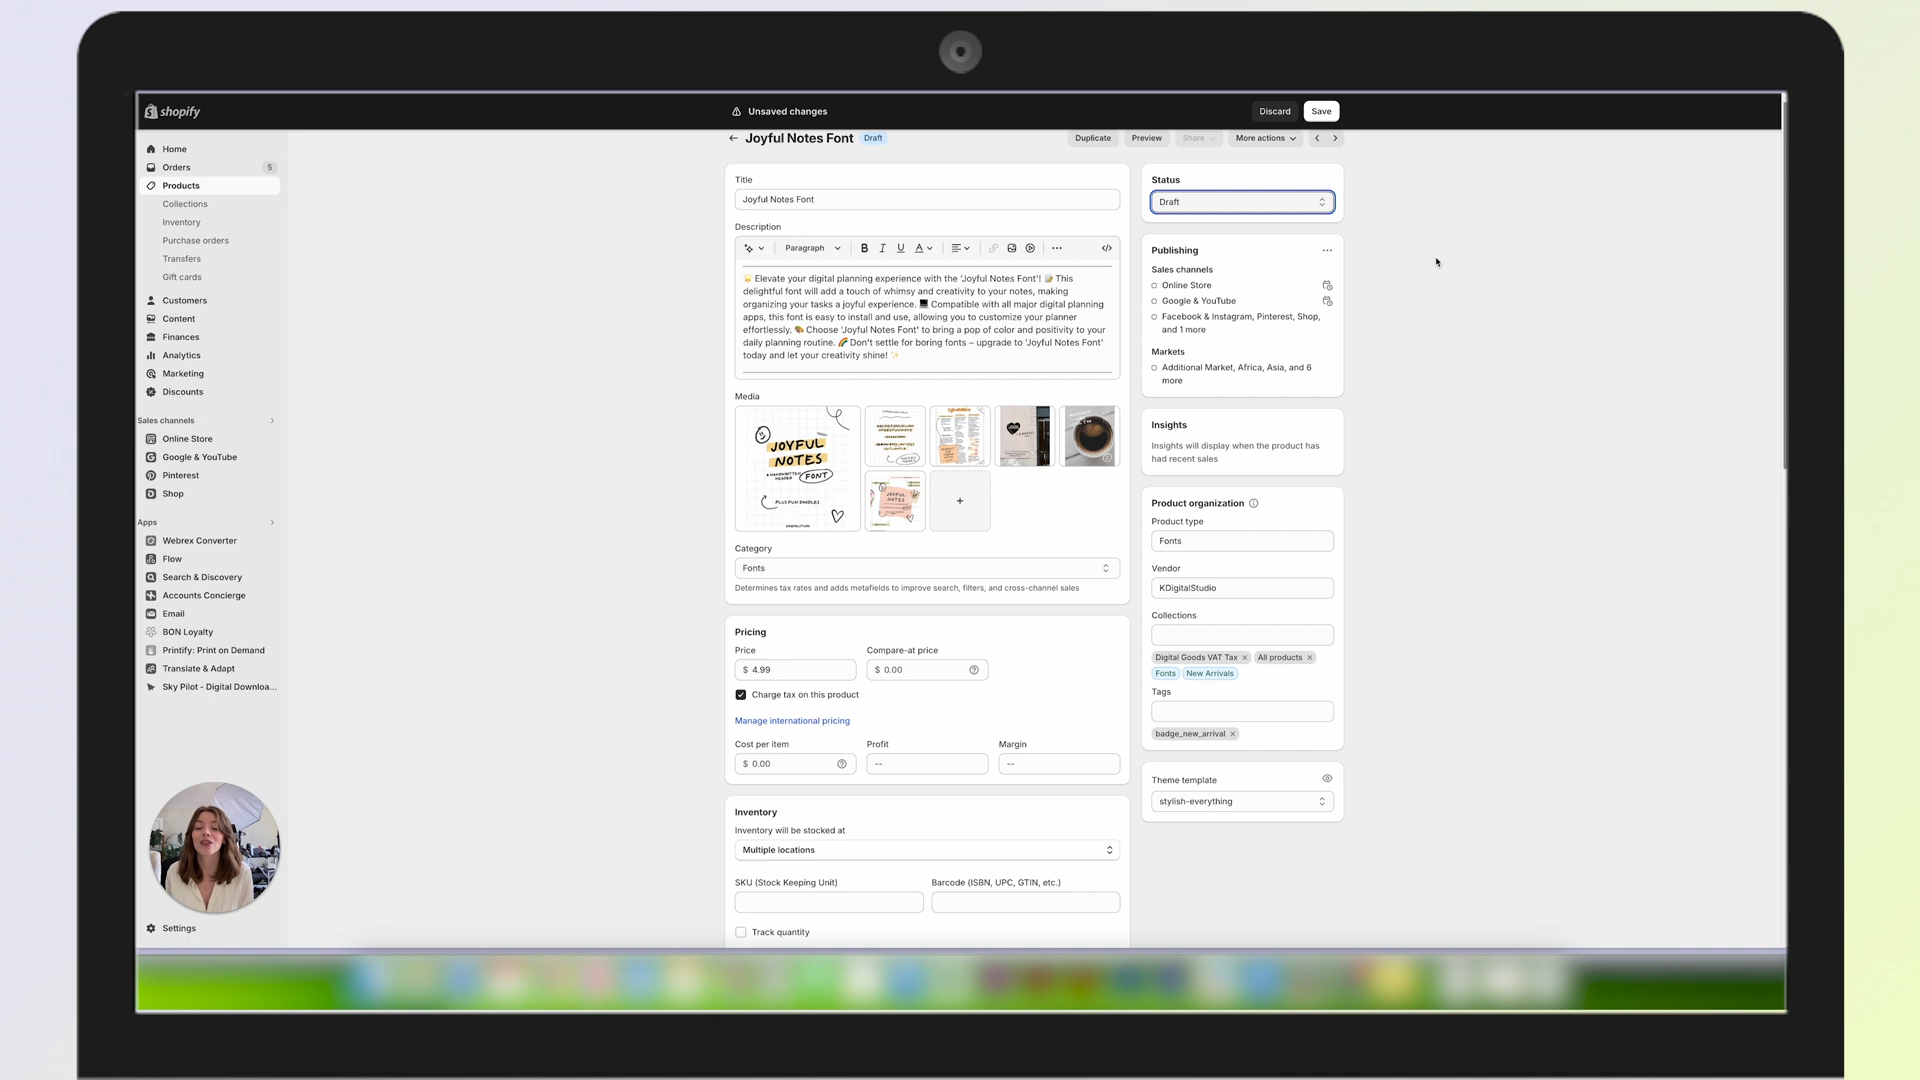 shopify
Unsaved changes
Discard
Save
Joyful Notes Font
Draft
Duplicate
Preview
Share
More actions
Home
Orders
5
Products
Collections
Inventory
Purchase orders
Transfers
Gift cards
Customers
Content
Finances
Analytics
Marketing
Discounts
Sales channels
Online Store
Google & YouTube
Pinterest
Shop
Apps
Webrex Converter
Flow
Search & Discovery
Accounts Concierge
Email
BON Loyalty
Printify: Print on Demand
Translate & Adapt
Sky Pilot - Digital Downloa...
Settings
Title
Joyful Notes Font
Description
Paragraph
B I U A
Elevate your digital planning experience with the 'Joyful Notes Font'! 📝 This
delightful font will add a touch of whimsy and creativity to your notes, making
organizing your tasks a joyful experience. 💻 Compatible with all major digital planning
apps, this font is easy to install and use, allowing you to customize your planner
effortlessly. 🎨 Choose 'Joyful Notes Font' to bring a pop of color and positivity to your
daily planning routine. 🌈 Don't settle for boring fonts – upgrade to 'Joyful Notes Font'
today and let your creativity shine! ✨
Media
JOYFUL
NOTES
A HANDWRITTEN
HEADER
FONT
PLUS FUN DOODLES
JOYFUL
NOTES
Category
Fonts
Determines tax rates and adds metafields to improve search, filters, and cross-channel sales
Pricing
Price
Compare-at price
$ 4.99
$ 0.00
Charge tax on this product
Manage international pricing
Cost per item
Profit
Margin
$ 0.00
--
--
Inventory
Inventory will be stocked at
Multiple locations
SKU (Stock Keeping Unit)
Barcode (ISBN, UPC, GTIN, etc.)
Track quantity
Status
Draft
Publishing
Sales channels
Online Store
Google & YouTube
Facebook & Instagram, Pinterest, Shop,
and 1 more
Markets
Additional Market, Africa, Asia, and 6
more
Insights
Insights will display when the product has
had recent sales
Product organization
Product type
Fonts
Vendor
KDigitalStudio
Collections
Digital Goods VAT Tax
All products
Fonts
New Arrivals
Tags
badge_new_arrival
Theme template
stylish-everything